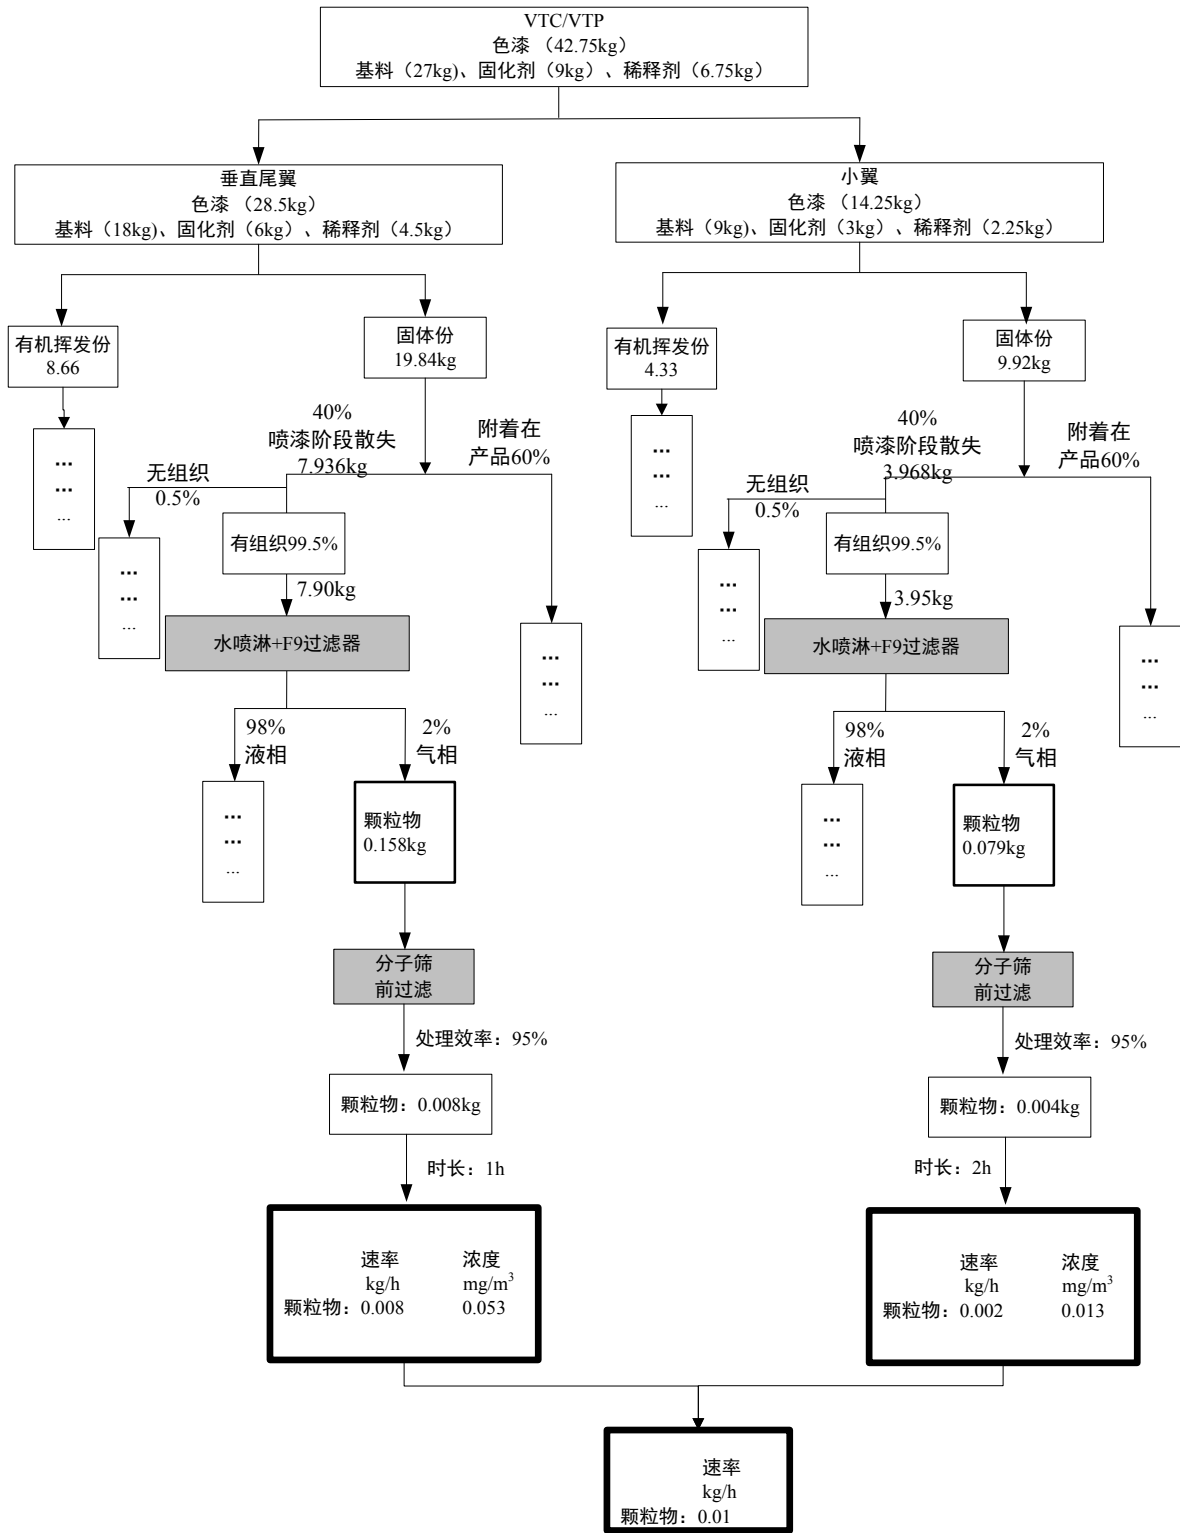 VTC/VTP
色漆 （42.75kg）
基料（27kg)、固化剂（9kg）、稀释剂（6.75kg）
垂直尾翼
色漆 （28.5kg）
基料（18kg)、固化剂（6kg）、稀释剂（4.5kg）
小翼
色漆 （14.25kg）
基料（9kg)、固化剂（3kg）、稀释剂（2.25kg）
有机挥发份
8.66
固体份
19.84kg
...
...
...
40%
喷漆阶段散失
7.936kg
附着在
产品60%
无组织
0.5%
...
...
...
有组织99.5%
7.90kg
水喷淋+F9过滤器
...
...
...
98%
液相
2%
气相
...
...
...
颗粒物
0.158kg
分子筛
前过滤
处理效率：95%
颗粒物：0.008kg
时长：1h
速率 浓度
kg/h mg/m³
颗粒物：0.008 0.053
有机挥发份
4.33
固体份
9.92kg
...
...
...
40%
喷漆阶段散失
3.968kg
附着在
产品60%
无组织
0.5%
...
...
...
有组织99.5%
3.95kg
水喷淋+F9过滤器
...
...
...
98%
液相
2%
气相
...
...
...
颗粒物
0.079kg
分子筛
前过滤
处理效率：95%
颗粒物：0.004kg
时长：2h
速率 浓度
kg/h mg/m³
颗粒物：0.002 0.013
速率
kg/h
颗粒物：0.01